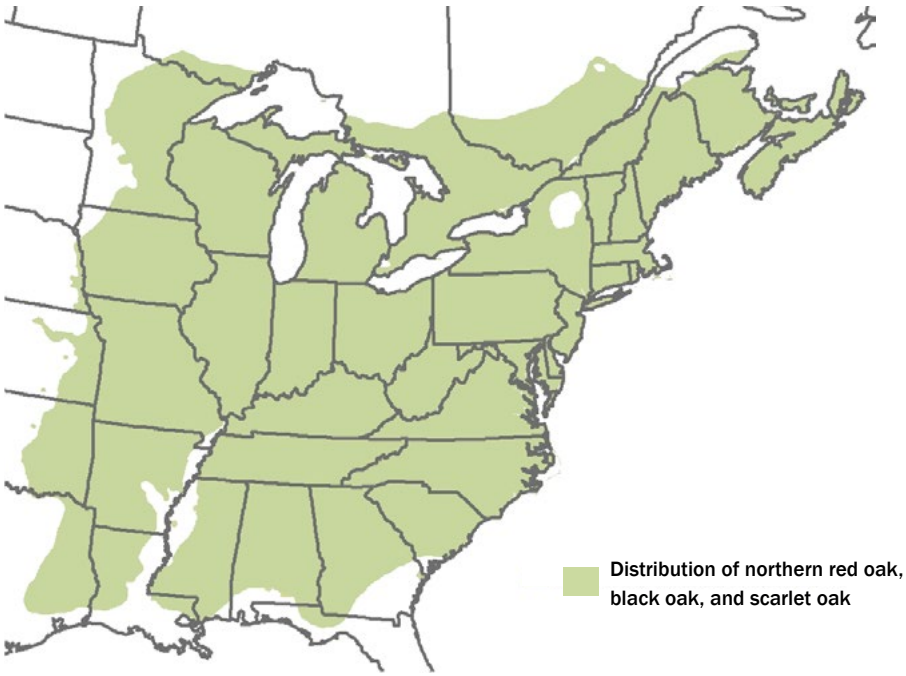 Distribution of northern red oak,
black oak, and scarlet oak